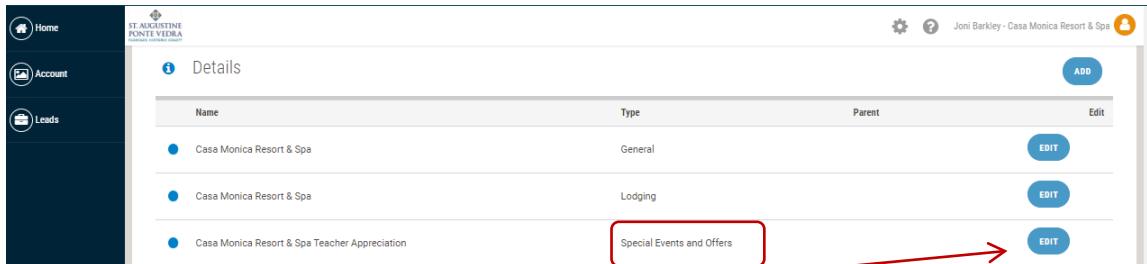 Home
ST. AUGUSTINE
PONTE VEDRA
Joni Barkley - Casa Monica Resort & Spa
Account
Details
ADD
Leads
Name Type Parent Edit
Casa Monica Resort & Spa General EDIT
Casa Monica Resort & Spa Lodging EDIT
Casa Monica Resort & Spa Teacher Appreciation Special Events and Offers EDIT